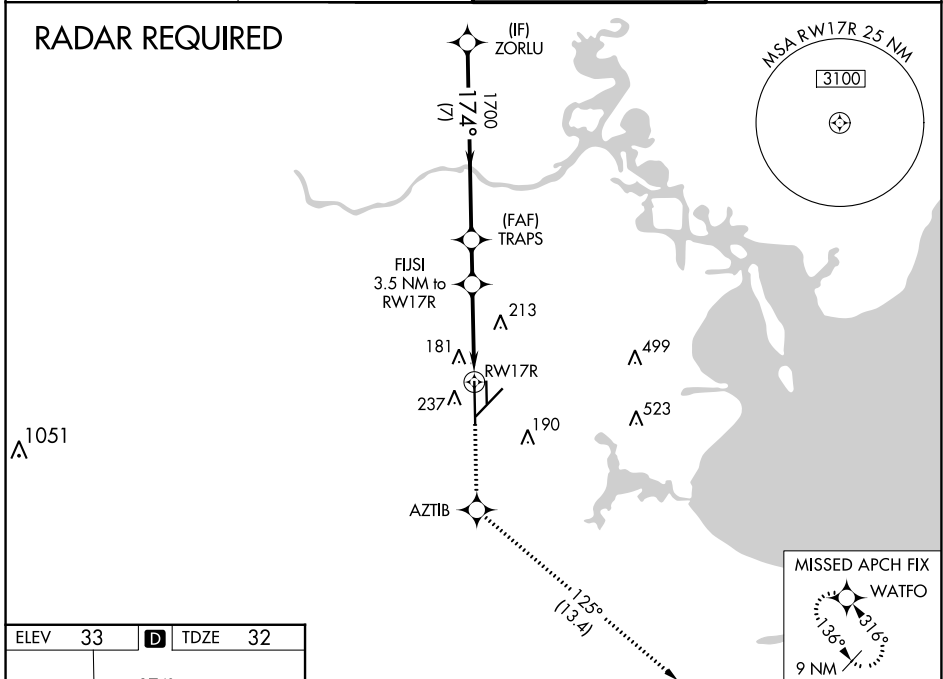 RADAR REQUIRED
(IF)
ZORLU
MSA RW17R 25 NM
3100
1700
174°
(7)
(FAF)
TRAPS
FIJSI
3.5 NM to
RW17R
213
181
499
RW17R
237
523
190
1051
AZTIB
125°
(13.4)
MISSED APCH FIX
WATFO
136°
316°
9 NM
ELEV 33 D TDZE 32